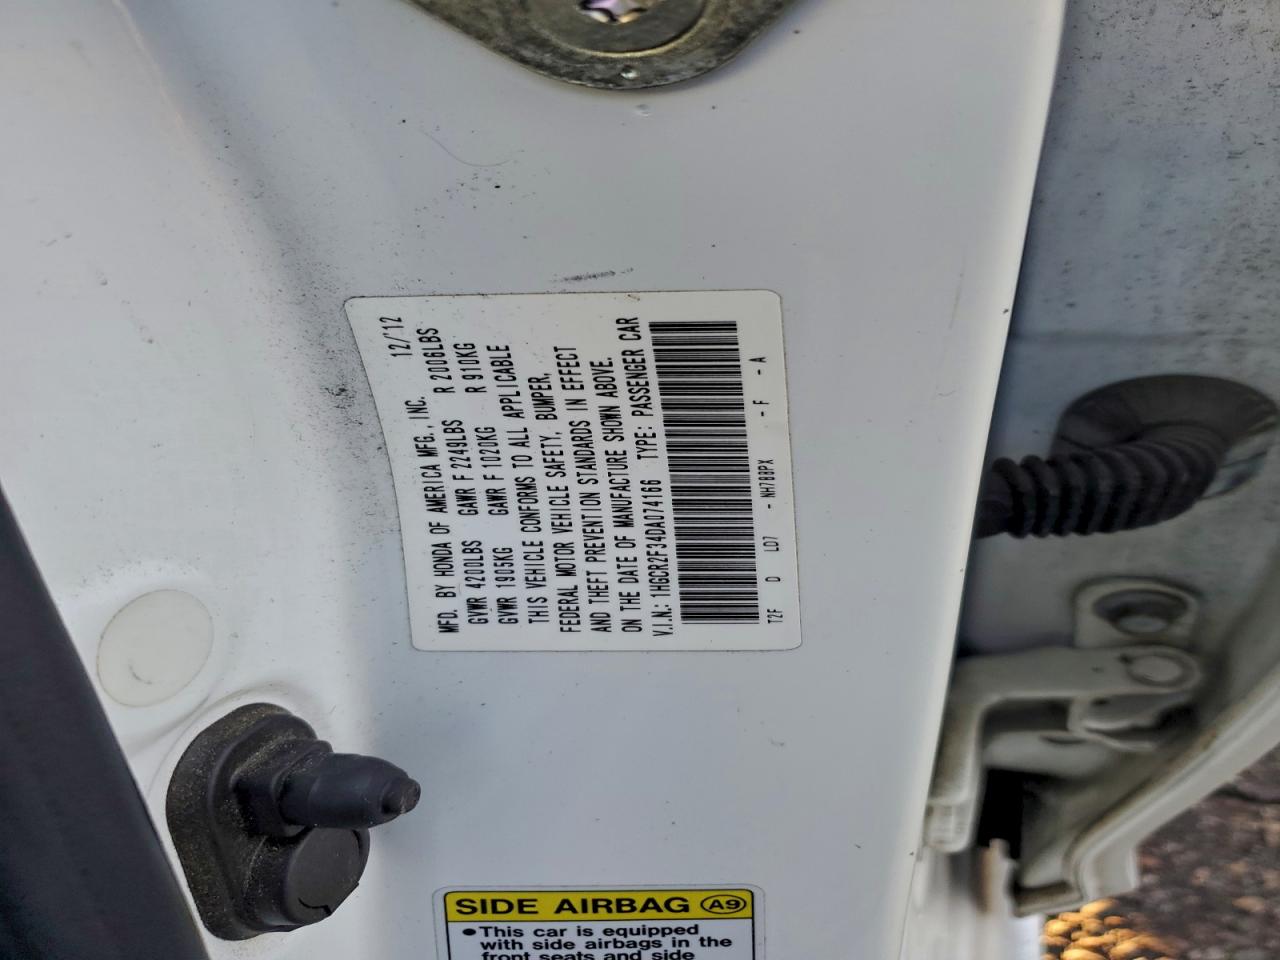 MFD. BY HONDA OF AMERICA MFG., INC. 12/12
GVWR 4200LBS GAWR F 2249LBS R 2006LBS
GVWR 1905KG GAWR F 1020KG R 910KG
THIS VEHICLE CONFORMS TO ALL APPLICABLE
FEDERAL MOTOR VEHICLE SAFETY, BUMPER,
AND THEFT PREVENTION STANDARDS IN EFFECT
ON THE DATE OF MANUFACTURE SHOWN ABOVE.
V.I.N.: 1HGCR2F34DA074166 TYPE: PASSENGER CAR
T2F D LD7 - NH788PX - F - A
SIDE AIRBAG A9
•This car is equipped
with side airbags in the
front seats and side